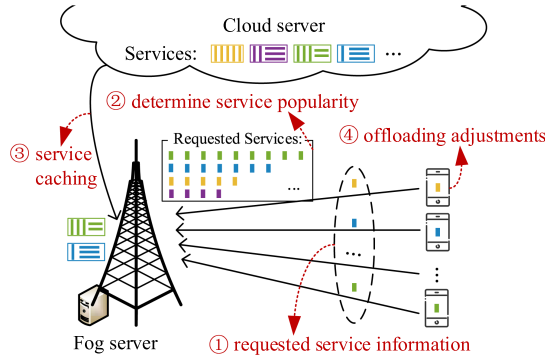 Cloud server
Services: ...
② determine service popularity
③ service
caching
Requested Services:
...
④ offloading adjustments
...
...
Fog server
① requested service information